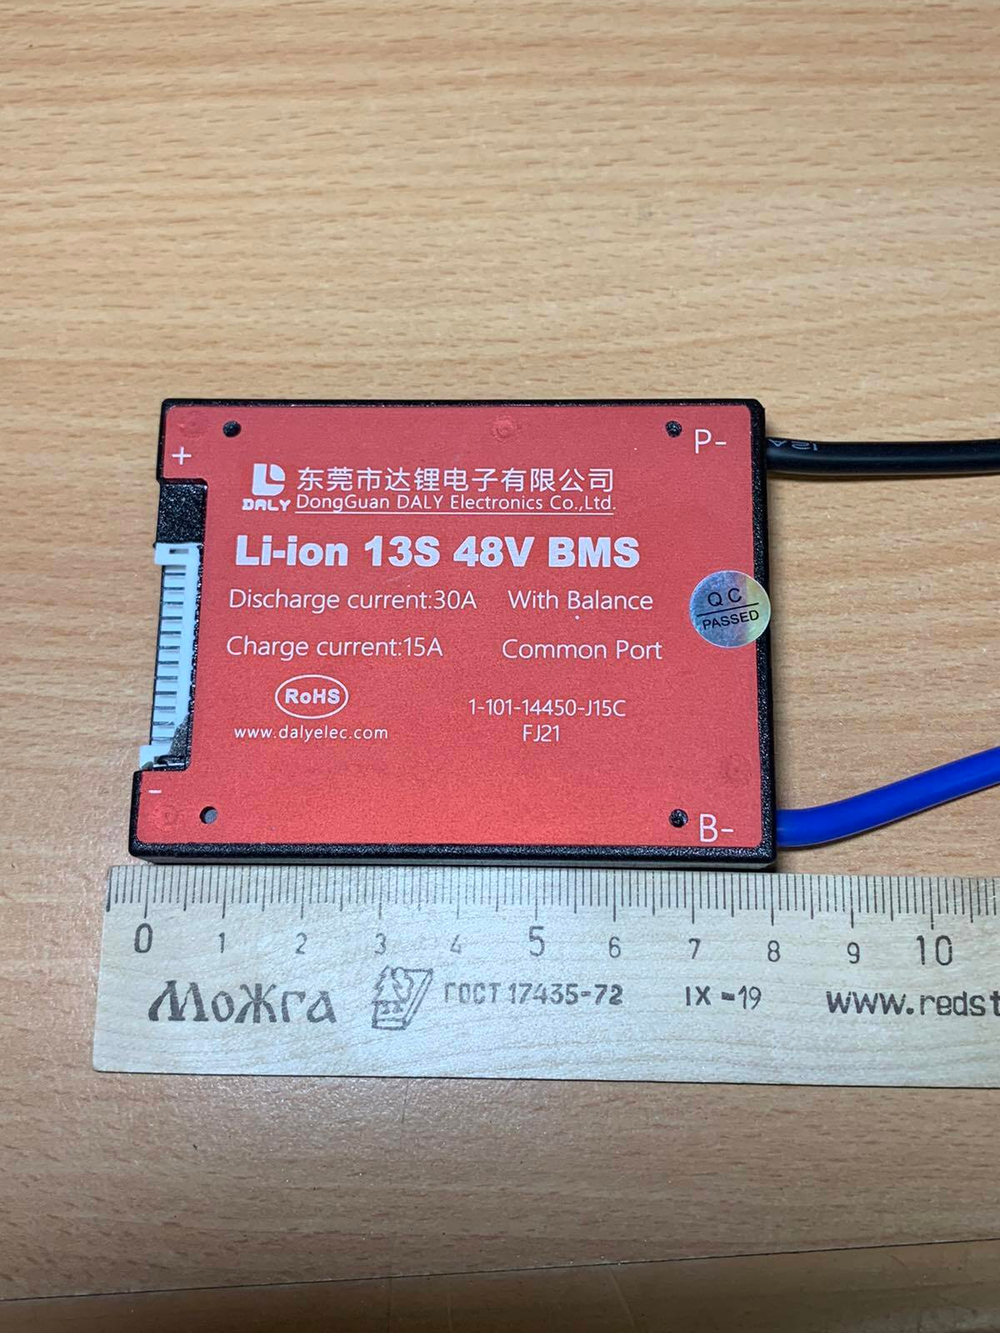 +
P-
DALY
东莞市达锂电子有限公司
DongGuan DALY Electronics Co.,Ltd.
Li-ion 13S 48V BMS
Discharge current:30A With Balance
QC
PASSED
Charge current:15A Common Port
RoHS
1-101-14450-J15C
www.dalyelec.com
FJ21
-
B-
0 1 2 3 4 5 6 7 8 9 10
Можга ГОСТ 17435-72 IX-19 www.redst